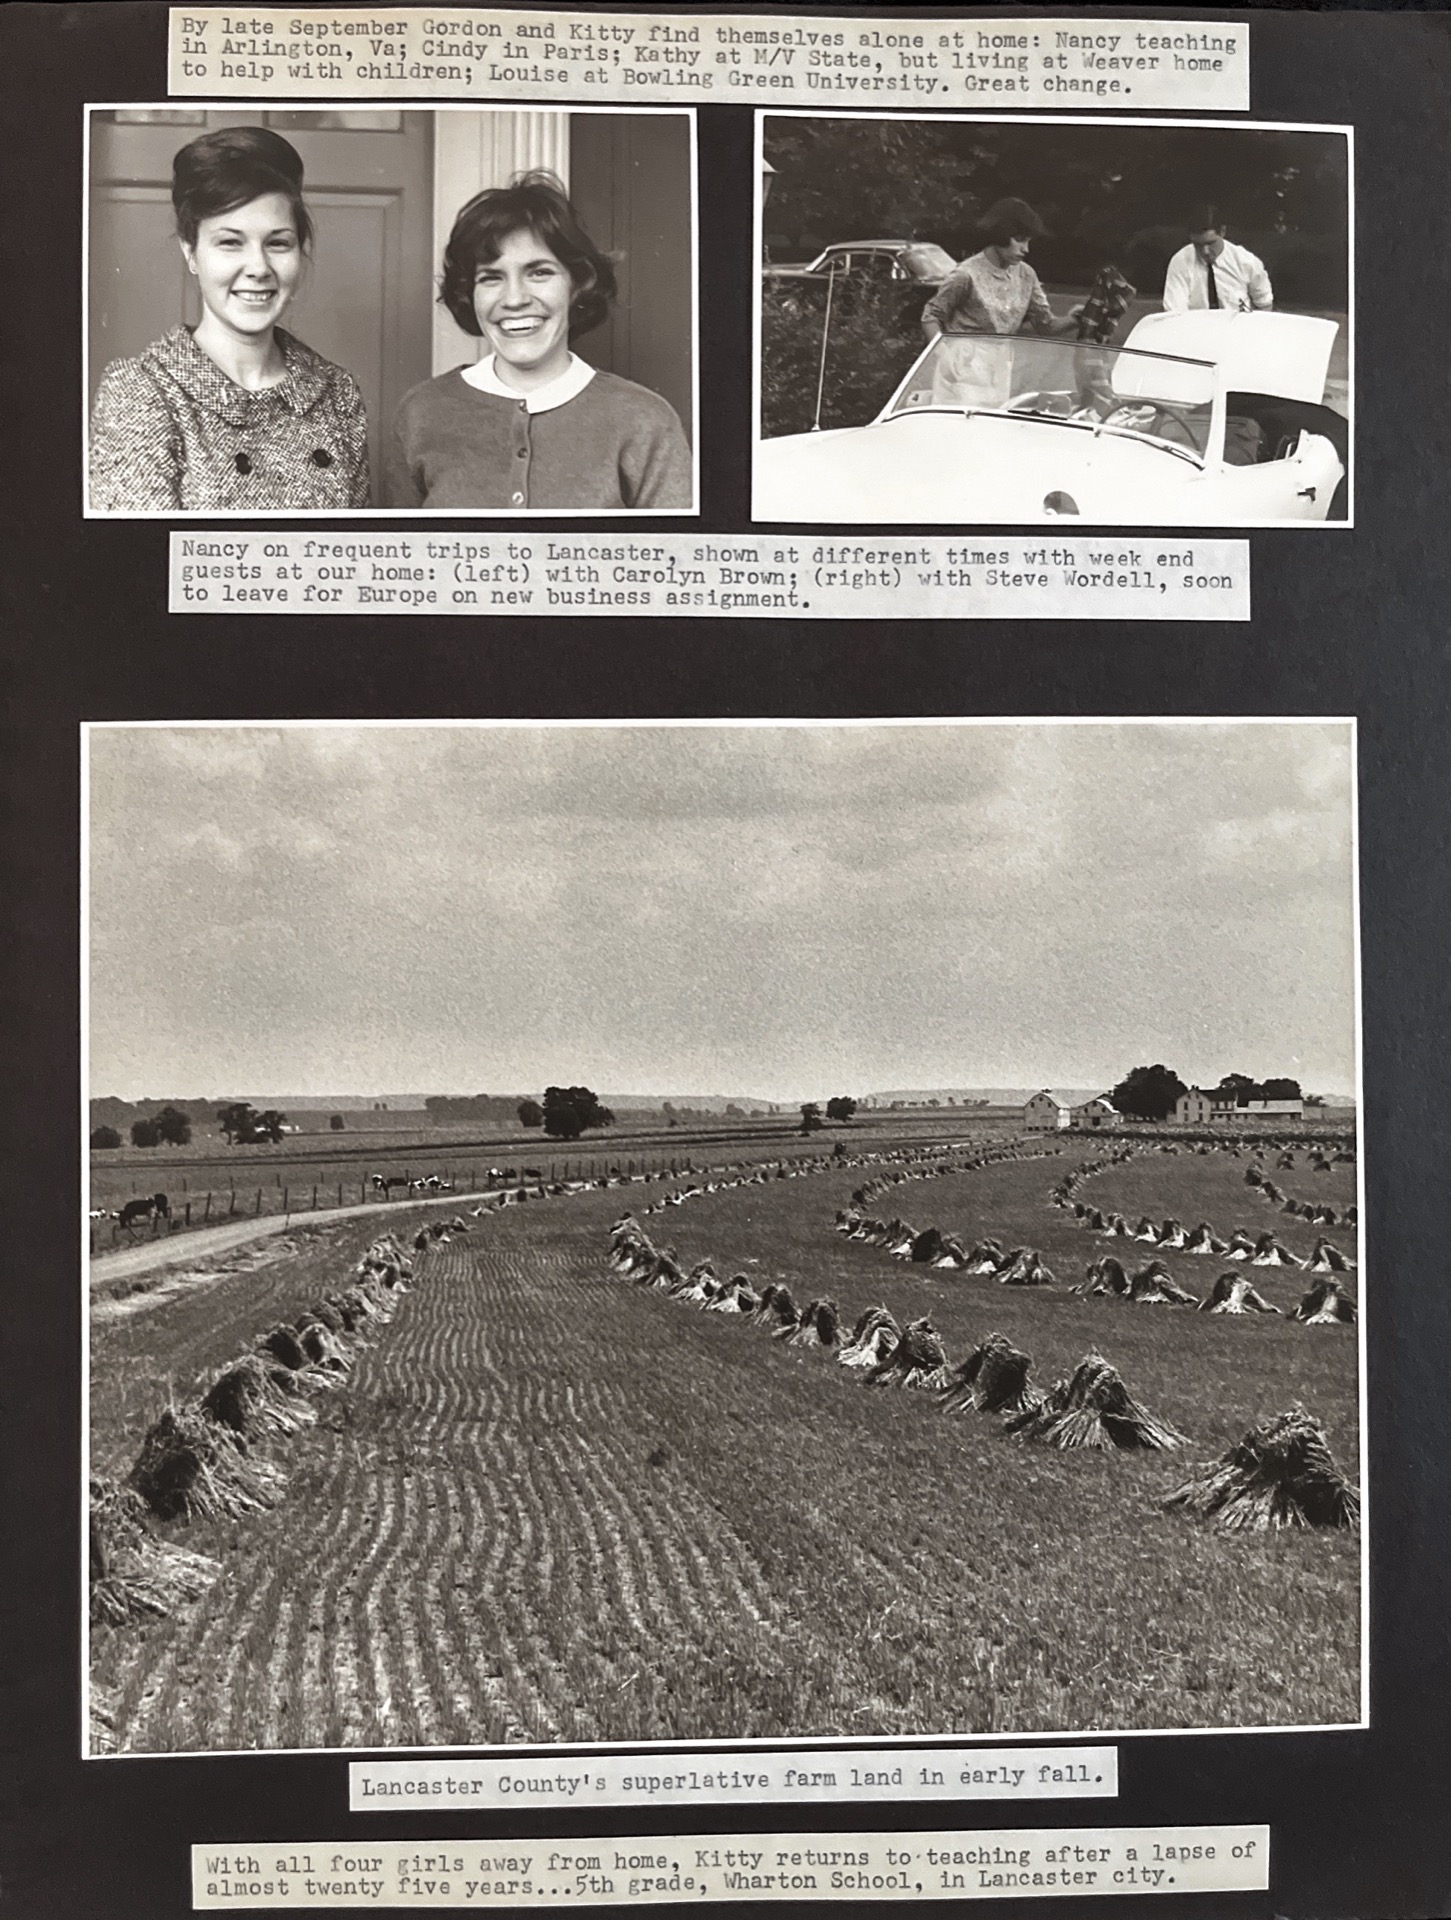 By late September Gordon and Kitty find themselves alone at home: Nancy teaching
in Arlington, Va; Cindy in Paris; Kathy at M/V State, but living at Weaver home
to help with children; Louise at Bowling Green University. Great change.
Nancy on frequent trips to Lancaster, shown at different times with week end
guests at our home: (left) with Carolyn Brown; (right) with Steve Wordell, soon
to leave for Europe on new business assignment.
Lancaster County's superlative farm land in early fall.
With all four girls away from home, Kitty returns to teaching after a lapse of
almost twenty five years...5th grade, Wharton School, in Lancaster city.